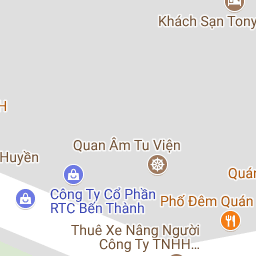 Khách Sạn Tony
H
Quan Âm Tu Viện
Huyền
Công Ty Cổ Phần
RTC Bến Thành
Quán
Phố Đêm Quán
Thuê Xe Nâng Người
Công Ty TNHH...